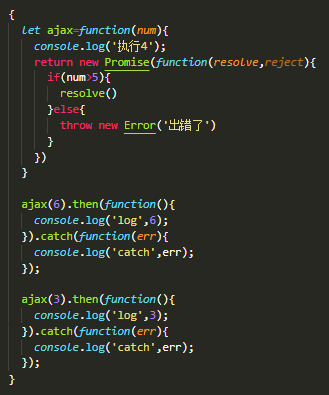 {
  let ajax=function(num){
    console.log('执行4');
    return new Promise(function(resolve,reject){
      if(num>5){
        resolve()
      }else{
        throw new Error('出错了')
      }
    })
  }

  ajax(6).then(function(){
    console.log('log',6);
  }).catch(function(err){
    console.log('catch',err);
  });

  ajax(3).then(function(){
    console.log('log',3);
  }).catch(function(err){
    console.log('catch',err);
  });
}